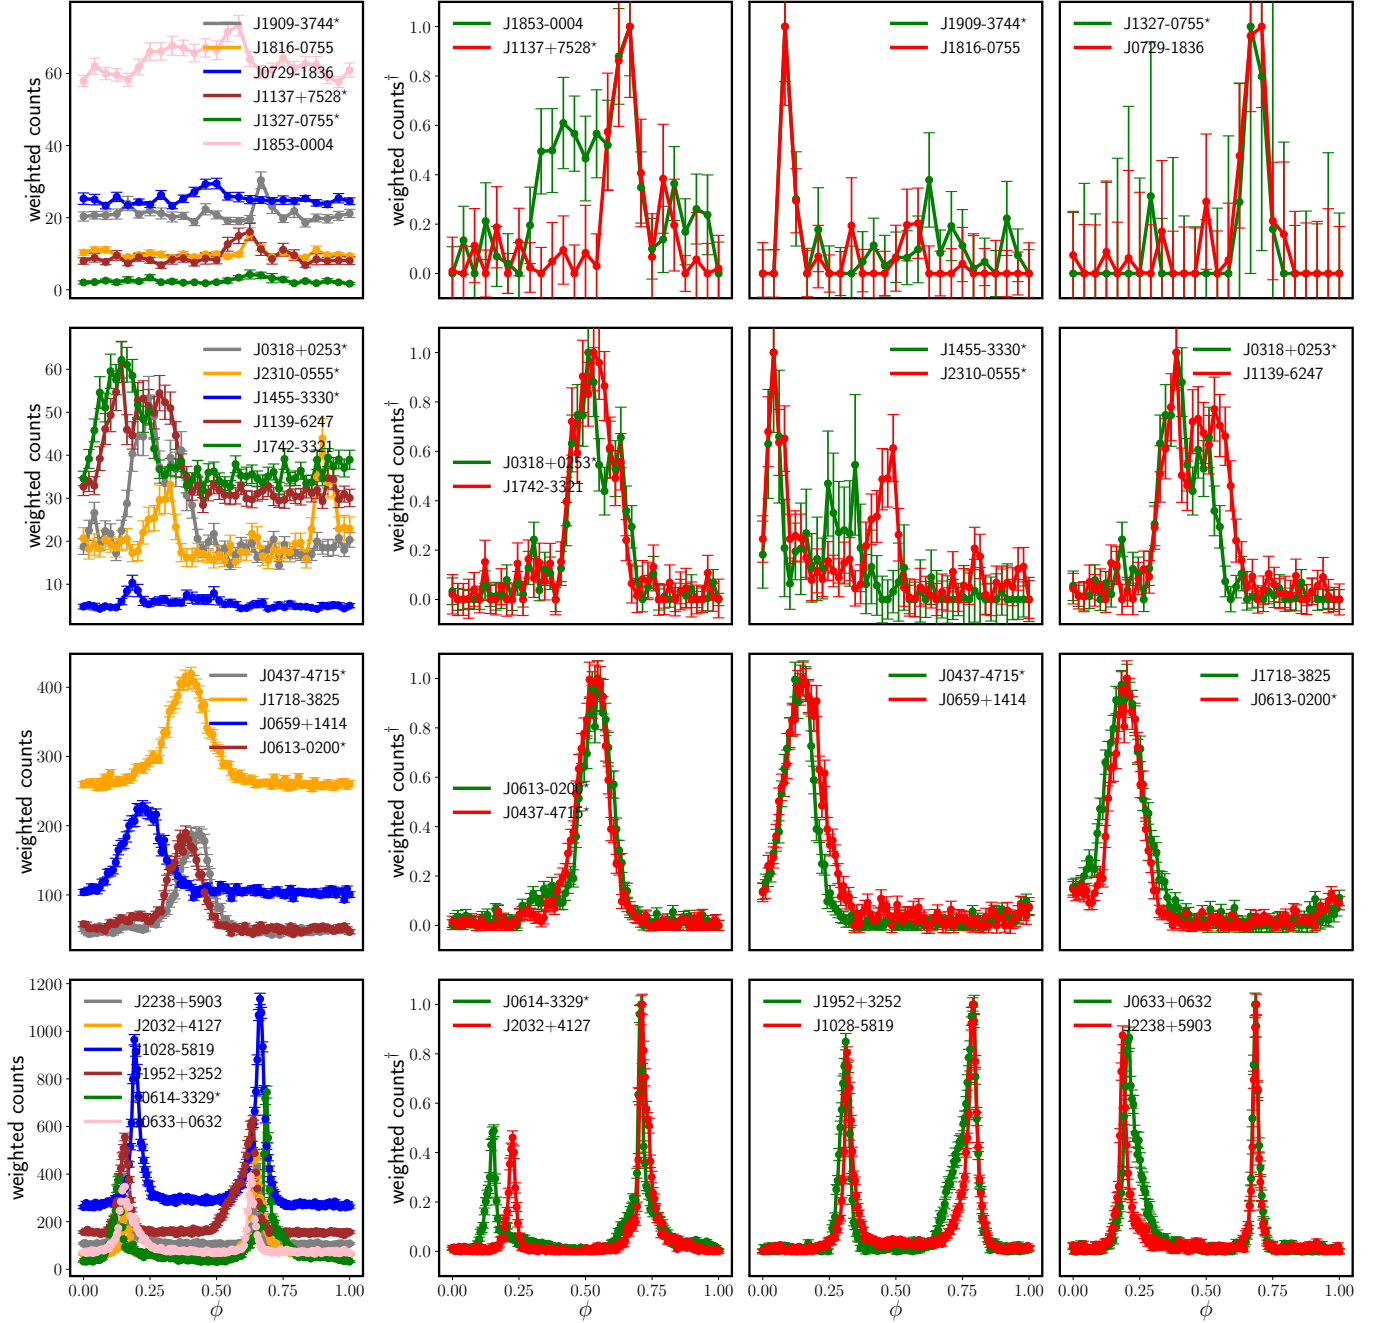 weighted counts
60
40
20
0
J1909-3744*
J1816-0755
J0729-1836
J1137+7528*
J1327-0755*
J1853-0004
weighted counts†
1.0
0.8
0.6
0.4
0.2
0.0
J1853-0004
J1137+7528*
J1909-3744*
J1816-0755
J1327-0755*
J0729-1836
weighted counts
60
50
40
30
20
10
J0318+0253*
J2310-0555*
J1455-3330*
J1139-6247
J1742-3321
weighted counts†
1.0
0.8
0.6
0.4
0.2
0.0
J0318+0253*
J1742-3321
J1455-3330*
J2310-0555*
J0318+0253*
J1139-6247
weighted counts
400
300
200
100
J0437-4715*
J1718-3825
J0659+1414
J0613-0200*
weighted counts†
1.0
0.8
0.6
0.4
0.2
0.0
J0613-0200*
J0437-4715*
J0437-4715*
J0659+1414
J1718-3825
J0613-0200*
weighted counts
1200
1000
800
600
400
200
0
J2238+5903
J2032+4127
J1028-5819
J1952+3252
J0614-3329*
J0633+0632
0.00 0.25 0.50 0.75 1.00
ϕ
weighted counts†
1.0
0.8
0.6
0.4
0.2
0.0
J0614-3329*
J2032+4127
0.00 0.25 0.50 0.75 1.00
ϕ
J1952+3252
J1028-5819
0.00 0.25 0.50 0.75 1.00
ϕ
J0633+0632
J2238+5903
0.00 0.25 0.50 0.75 1.00
ϕ